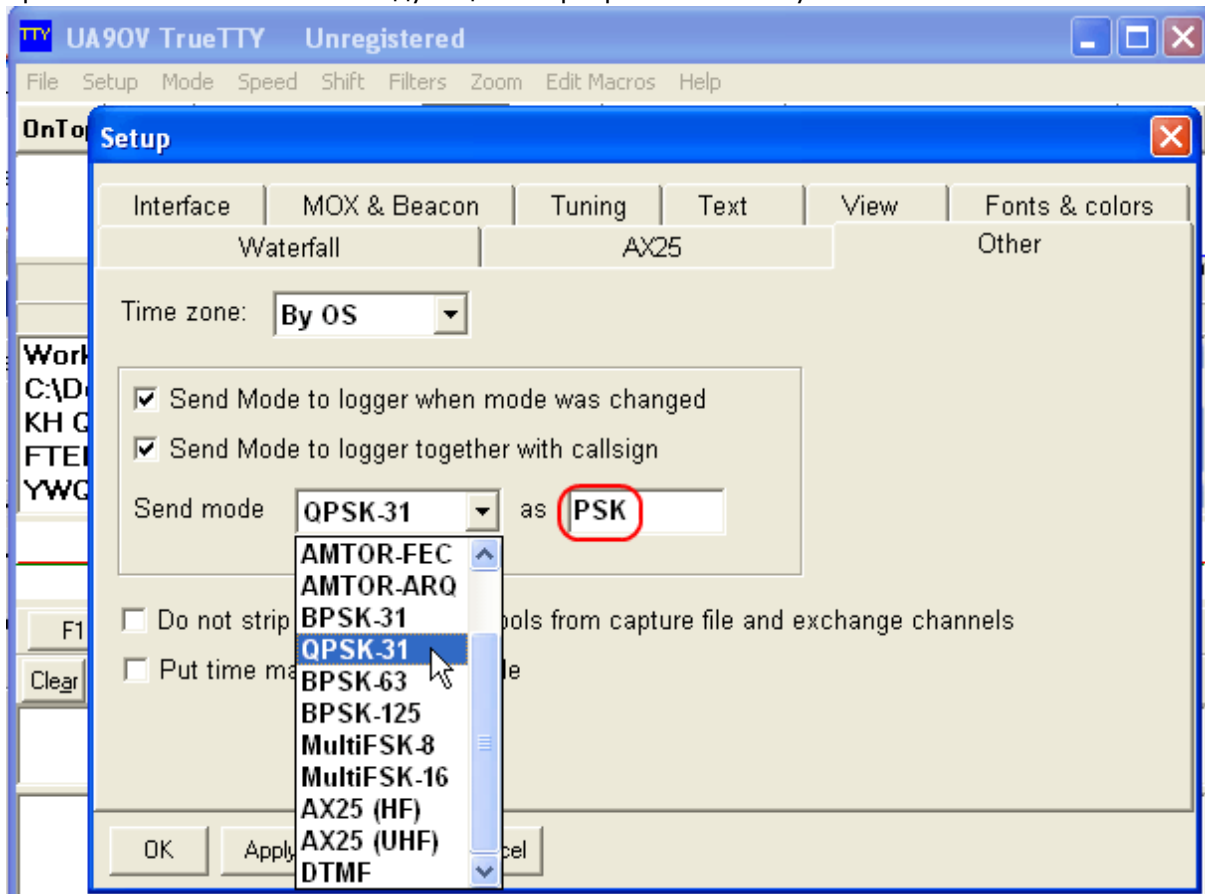 TTY UA9OV TrueTTY Unregistered
File Setup Mode Speed Shift Filters Zoom Edit Macros Help
Setup
Interface MOX & Beacon Tuning Text View Fonts & colors
Waterfall AX25 Other
Time zone: By OS
Send Mode to logger when mode was changed
Send Mode to logger together with callsign
Send mode QPSK-31 as PSK
AMTOR-FEC
AMTOR-ARQ
BPSK-31
Do not strip ols from capture file and exchange channels
QPSK-31
Put time
BPSK-63
BPSK-125
MultiFSK-8
MultiFSK-16
AX25 (HF)
AX25 (UHF)
DTMF
F1
Clear
OK Apply